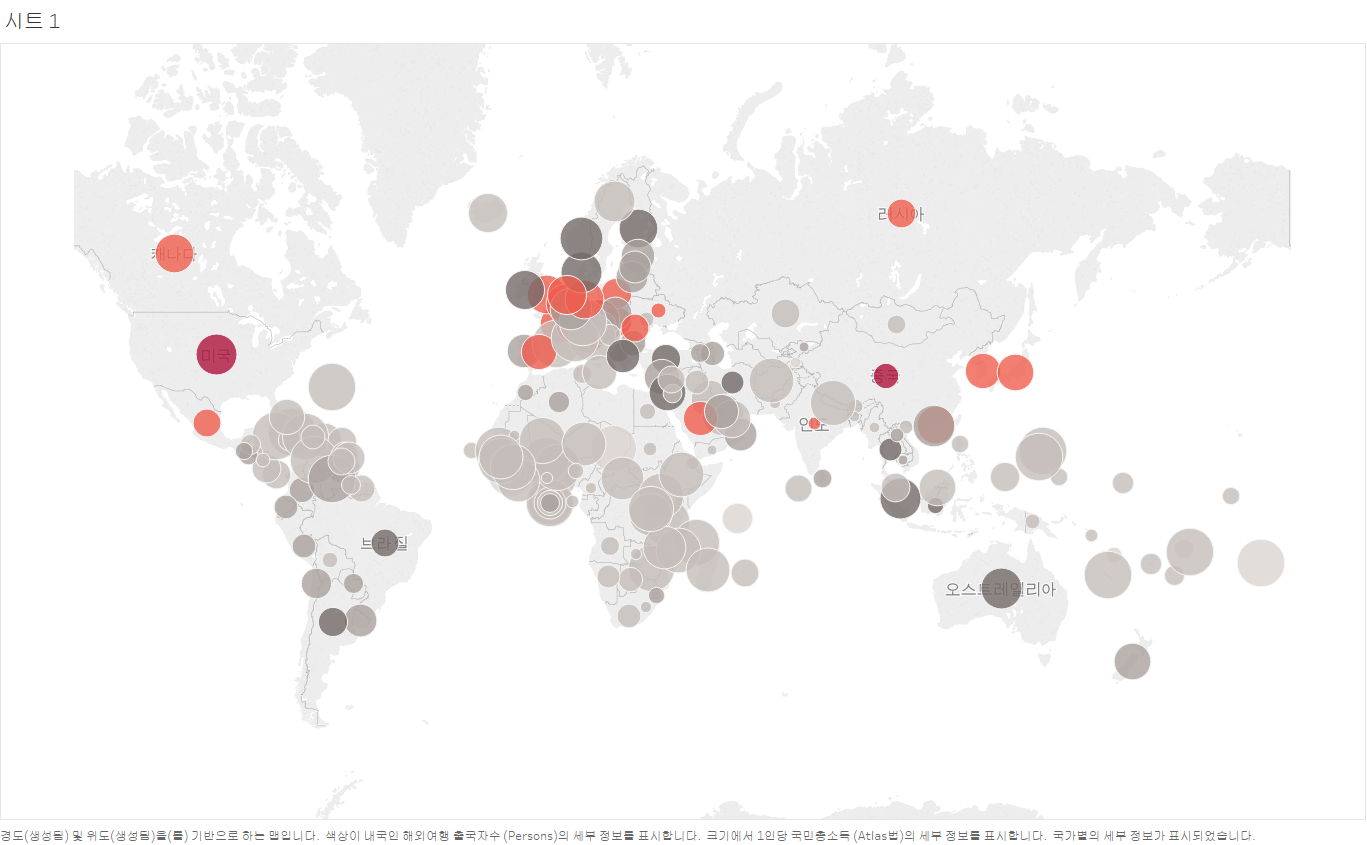 시트 1
러시아
캐나다
미국
중국
인도
브라질
오스트레일리아
경도(생성됨) 및 위도(생성됨)을(를) 기반으로 하는 맵입니다. 색상이 내국인 해외여행 출국자수 (Persons)의 세부 정보를 표시합니다. 크기에서 1인당 국민총소득 (Atlas법)의 세부 정보를 표시합니다. 국가별의 세부 정보가 표시되었습니다.